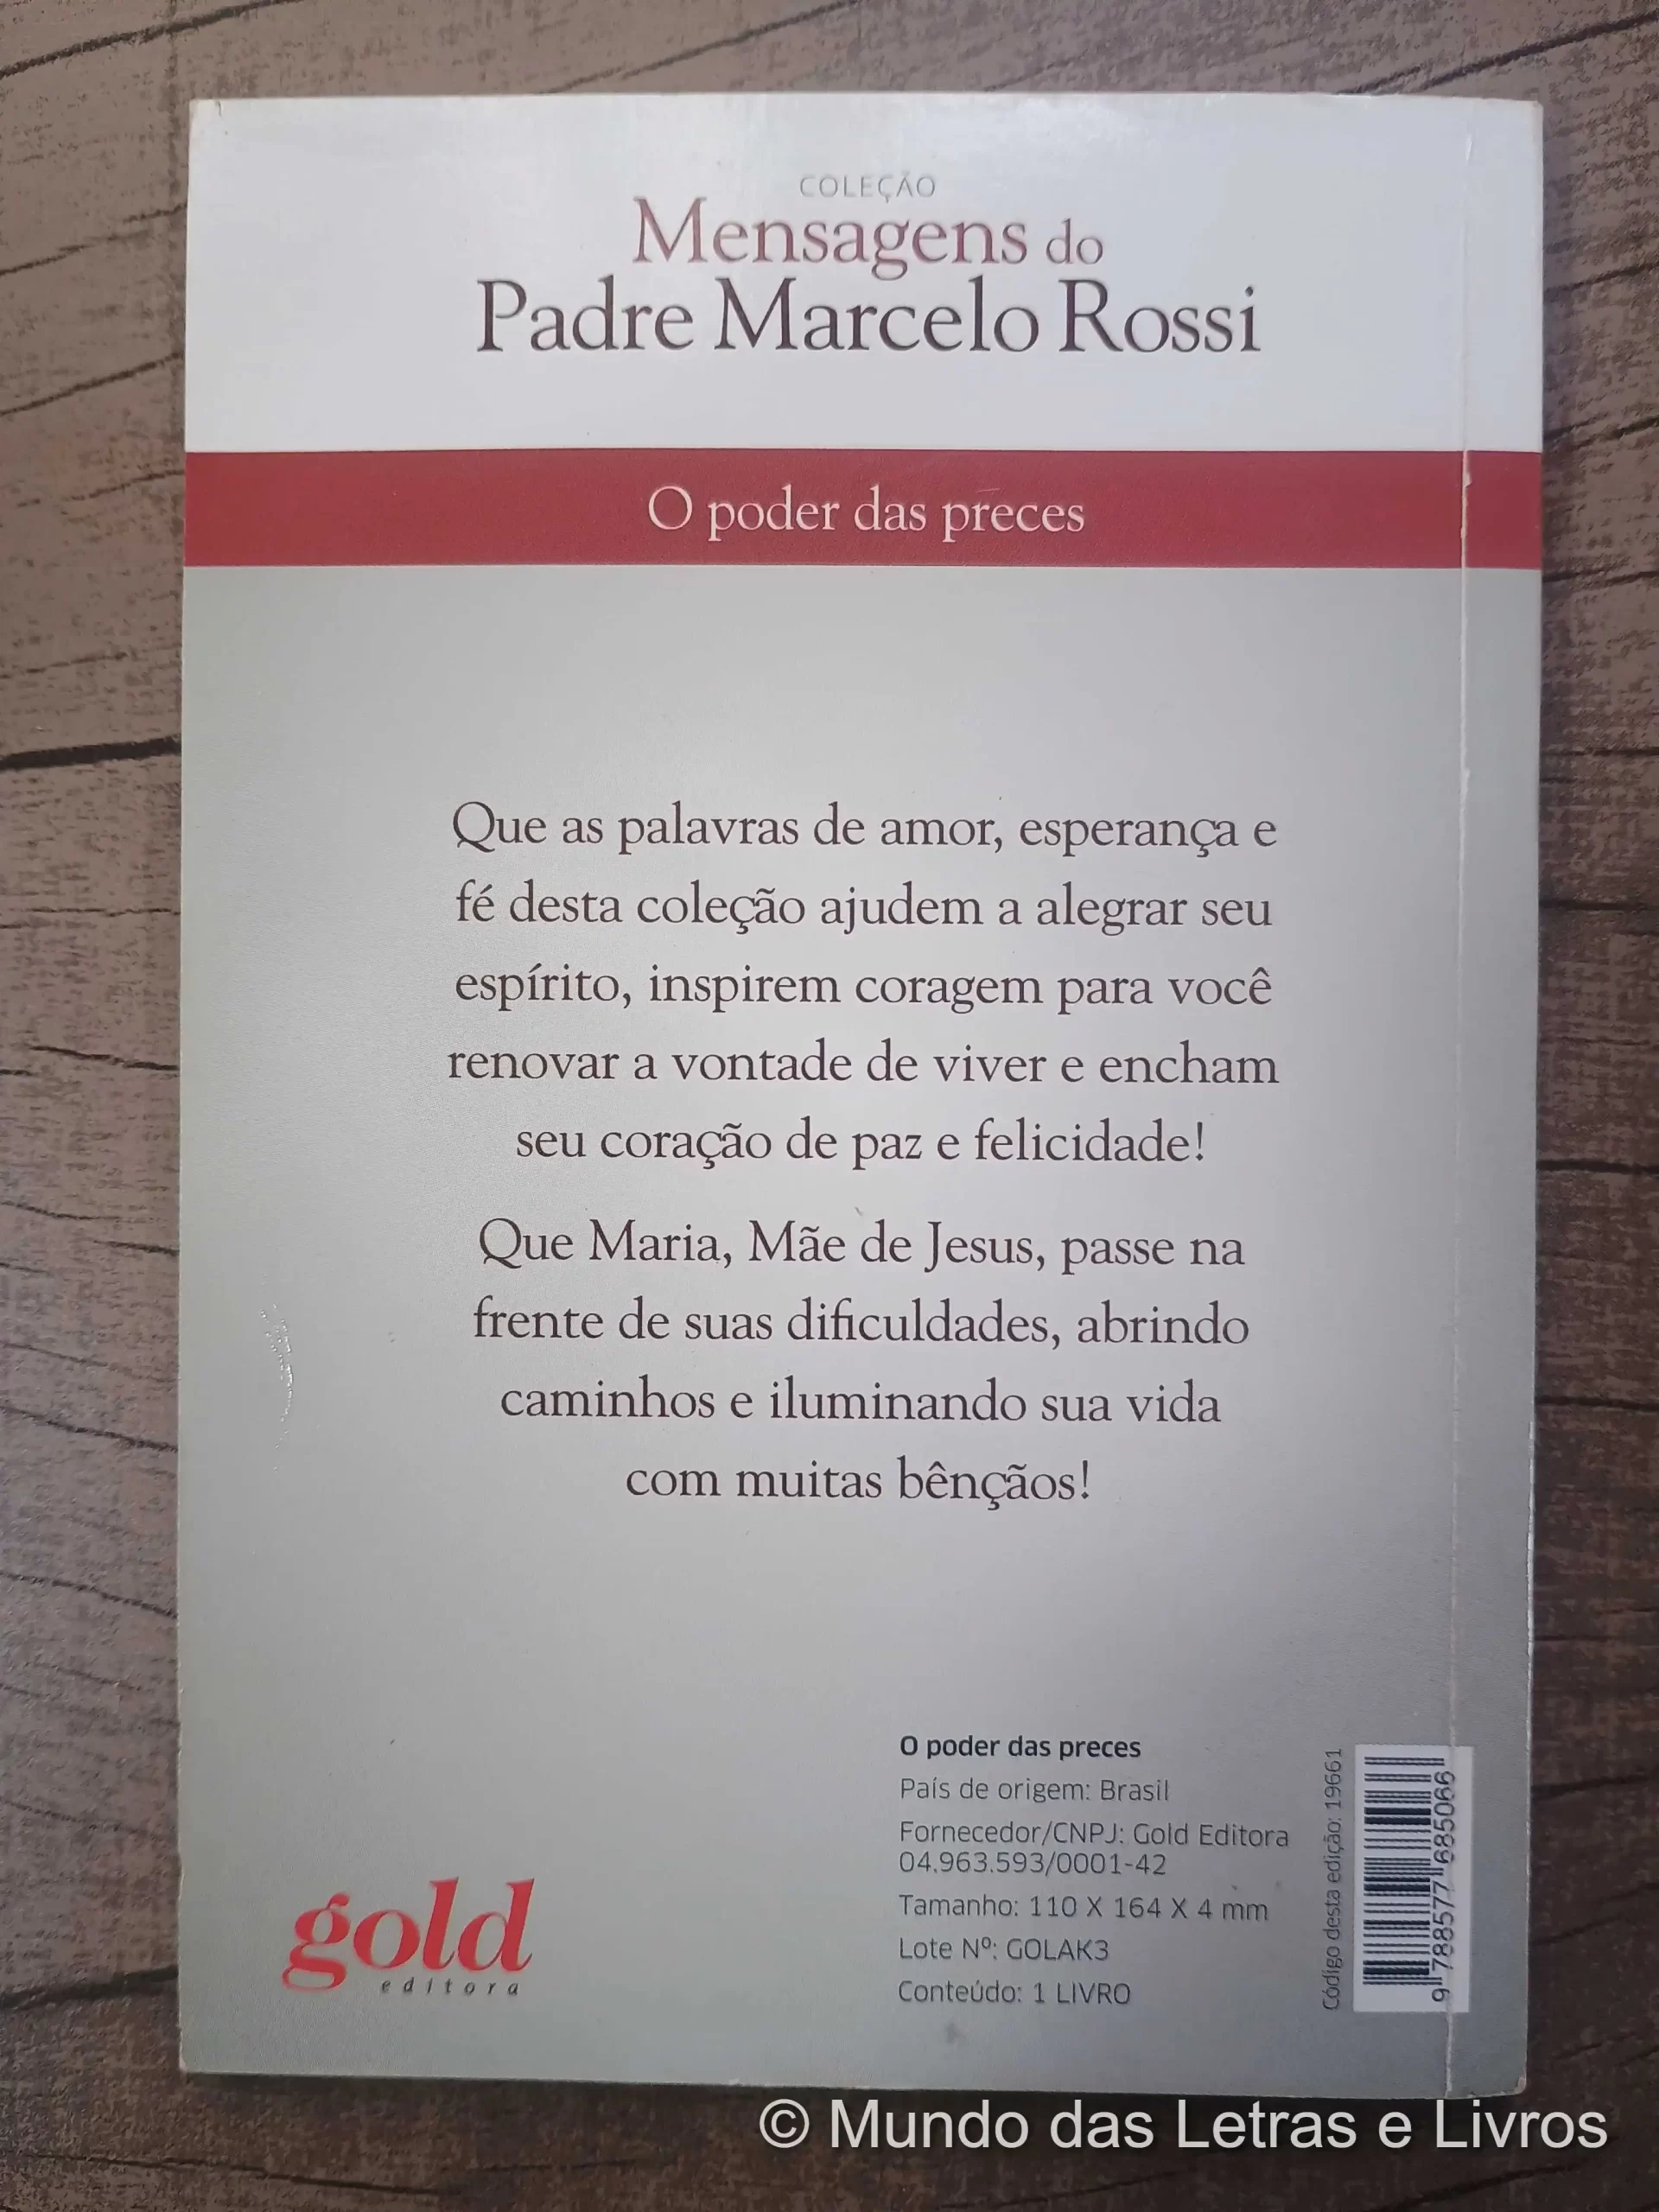 COLEÇÃO
Mensagens do
Padre Marcelo Rossi
O poder das preces
Que as palavras de amor, esperança e
fé desta coleção ajudem a alegrar seu
espírito, inspirem coragem para você
renovar a vontade de viver e encham
seu coração de paz e felicidade!
Que Maria, Mãe de Jesus, passe na
frente de suas dificuldades, abrindo
caminhos e iluminando sua vida
com muitas bênçãos!
gold
editora
O poder das preces
País de origem: Brasil
Fornecedor/CNPJ: Gold Editora
04.963.593/0001-42
Tamanho: 110 X 164 X 4 mm
Lote Nº: GOLAK3
Conteúdo: 1 LIVRO
Código desta edição: 19661
9 788577 685066
© Mundo das Letras e Livros